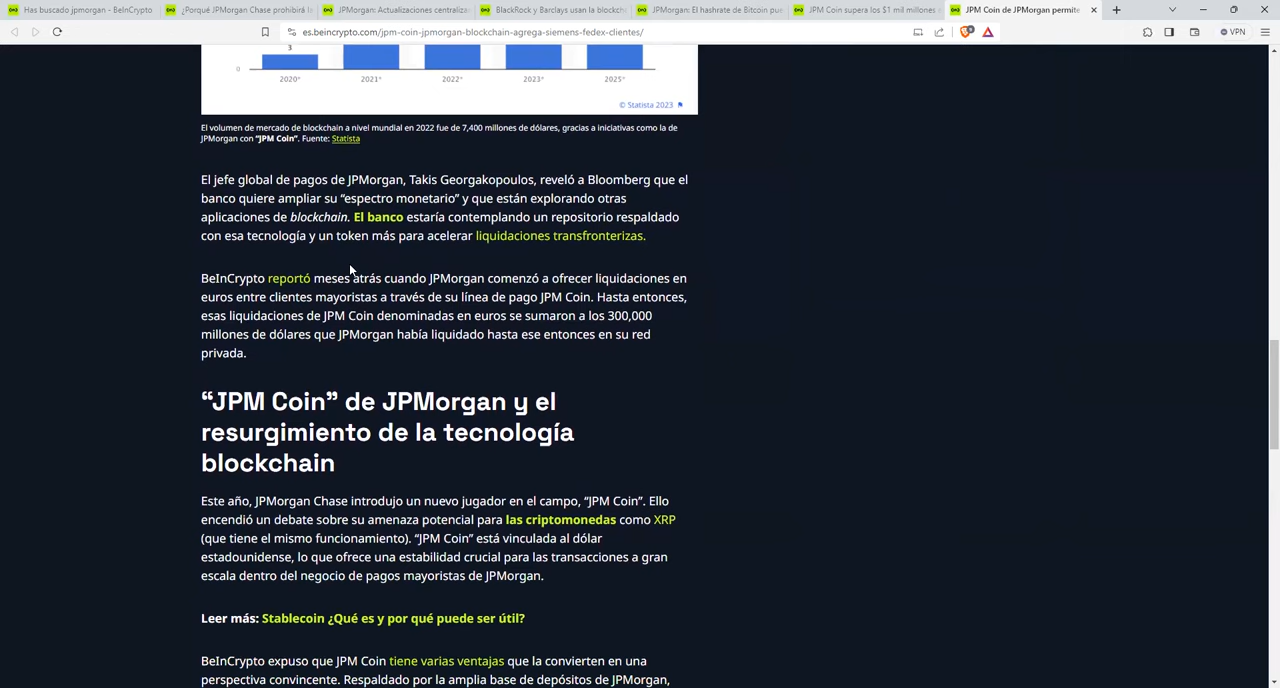 Has buscado jpmorgan - BeInCrypto
¿Porqué JPMorgan Chase prohibirá l
JPMorgan: Actualizaciones centraliza
BlackRock y Barclays usan la blockch
JPMorgan: El hashrate de Bitcoin pue
JPM Coin supera los $1 mil millones
JPM Coin de JPMorgan permite
es.beincrypto.com/jpm-coin-jpmorgan-blockchain-agrega-siemens-fedex-clientes/
VPN
3
0
2020* 2021* 2022* 2023* 2025*
© Statista 2023
El volumen de mercado de blockchain a nivel mundial en 2022 fue de 7,400 millones de dólares, gracias a iniciativas como la de
JPMorgan con “JPM Coin”. Fuente: Statista
El jefe global de pagos de JPMorgan, Takis Georgakopoulos, reveló a Bloomberg que el
banco quiere ampliar su “espectro monetario” y que están explorando otras
aplicaciones de blockchain. El banco estaría contemplando un repositorio respaldado
con esa tecnología y un token más para acelerar liquidaciones transfronterizas.
BeInCrypto reportó meses atrás cuando JPMorgan comenzó a ofrecer liquidaciones en
euros entre clientes mayoristas a través de su línea de pago JPM Coin. Hasta entonces,
esas liquidaciones de JPM Coin denominadas en euros se sumaron a los 300,000
millones de dólares que JPMorgan había liquidado hasta ese entonces en su red
privada.
“JPM Coin” de JPMorgan y el
resurgimiento de la tecnología
blockchain
Este año, JPMorgan Chase introdujo un nuevo jugador en el campo, “JPM Coin”. Ello
encendió un debate sobre su amenaza potencial para las criptomonedas como XRP
(que tiene el mismo funcionamiento). “JPM Coin” está vinculada al dólar
estadounidense, lo que ofrece una estabilidad crucial para las transacciones a gran
escala dentro del negocio de pagos mayoristas de JPMorgan.
Leer más: Stablecoin ¿Qué es y por qué puede ser útil?
BeInCrypto expuso que JPM Coin tiene varias ventajas que la convierten en una
perspectiva convincente. Respaldado por la amplia base de depósitos de JPMorgan,